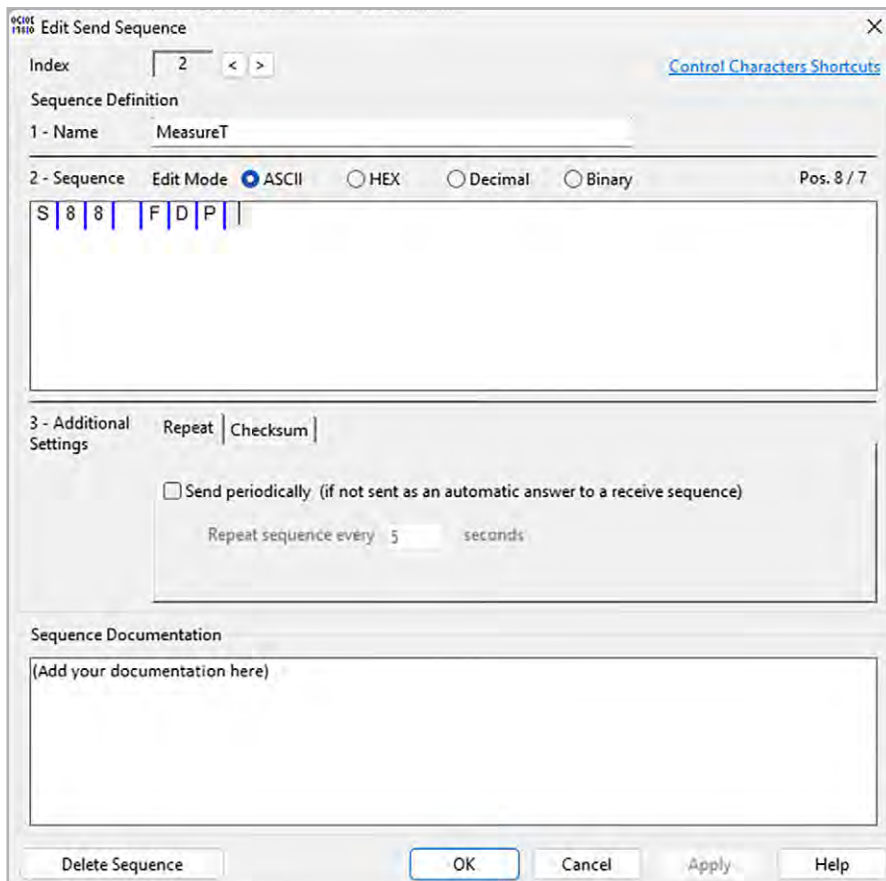 Edit Send Sequence
Index 2 < >
Control Characters Shortcuts
Sequence Definition
1 - Name MeasureT
2 - Sequence Edit Mode ASCII HEX Decimal Binary Pos. 8 / 7
S 8 8 F D P
3 - Additional Settings
Repeat Checksum
Send periodically (if not sent as an automatic answer to a receive sequence)
Repeat sequence every 5 seconds
Sequence Documentation
(Add your documentation here)
Delete Sequence OK Cancel Apply Help